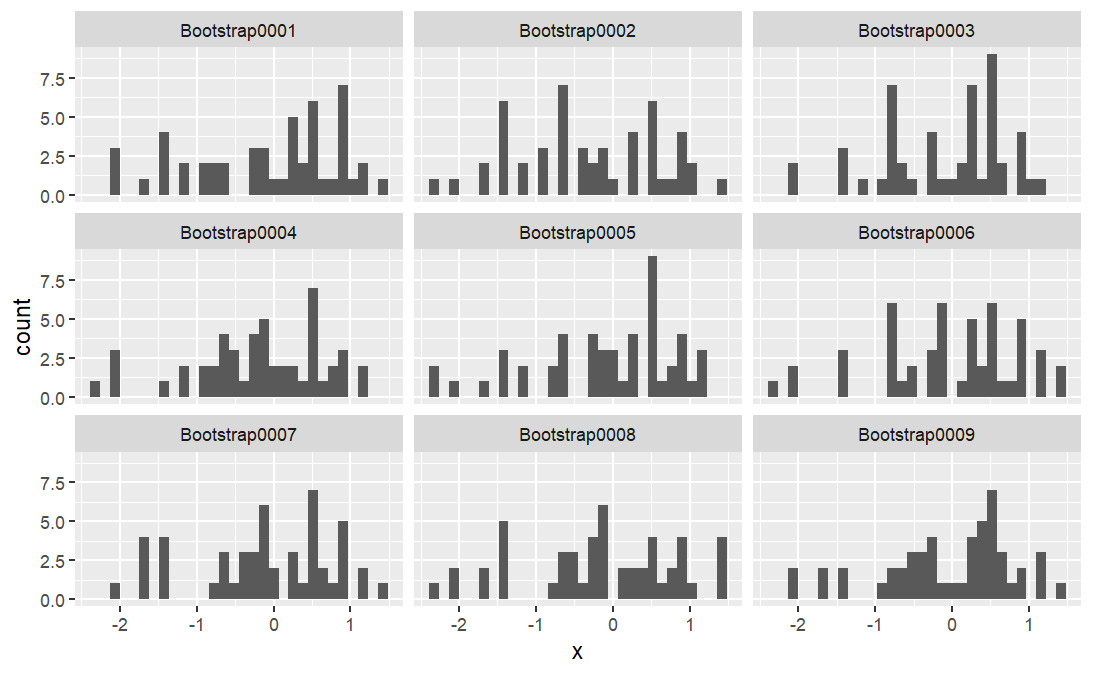 Bootstrap0001 Bootstrap0002 Bootstrap0003
7.5
5.0
2.5
0.0
Bootstrap0004 Bootstrap0005 Bootstrap0006
7.5
5.0
2.5
0.0
count
Bootstrap0007 Bootstrap0008 Bootstrap0009
7.5
5.0
2.5
0.0
-2 -1 0 1 -2 -1 0 1 -2 -1 0 1
x